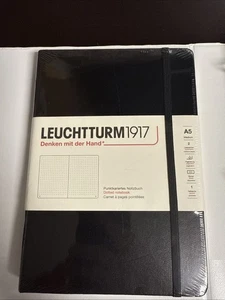 LEUCHTTURM1917
Denken mit der Hand®
A5
Punktkariertes Notizbuch
Dotted notebook
Carnet à pages pointillées